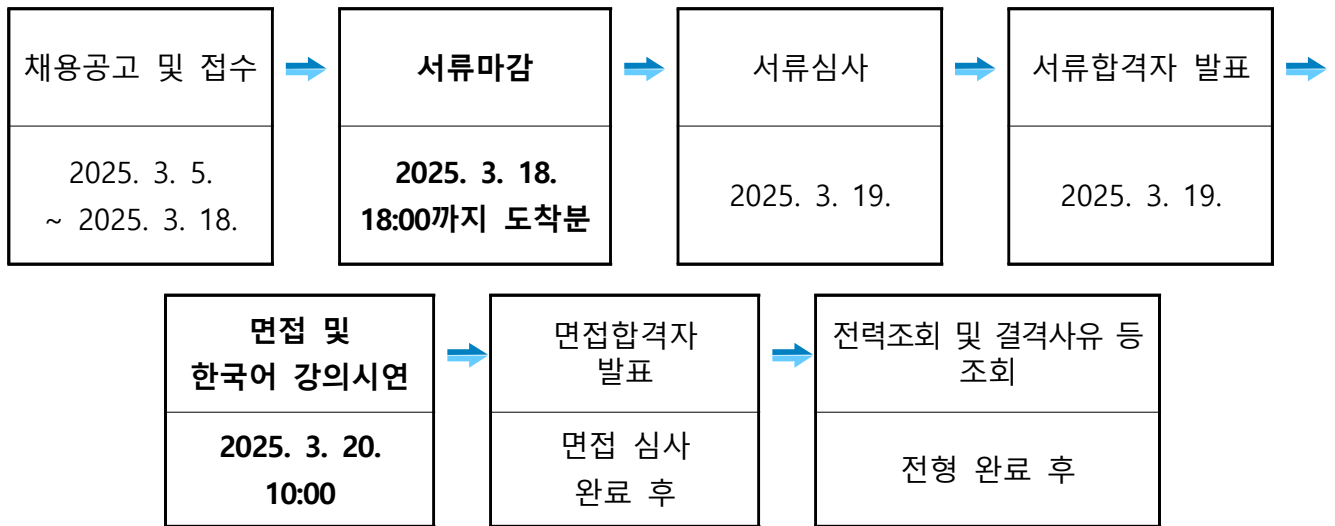 채용공고 및 접수
2025. 3. 5.
~ 2025. 3. 18.
서류마감
2025. 3. 18.
18:00까지 도착분
서류심사
2025. 3. 19.
서류합격자 발표
2025. 3. 19.
면접 및
한국어 강의시연
2025. 3. 20.
10:00
면접합격자
발표
면접 심사
완료 후
전력조회 및 결격사유 등
조회
전형 완료 후